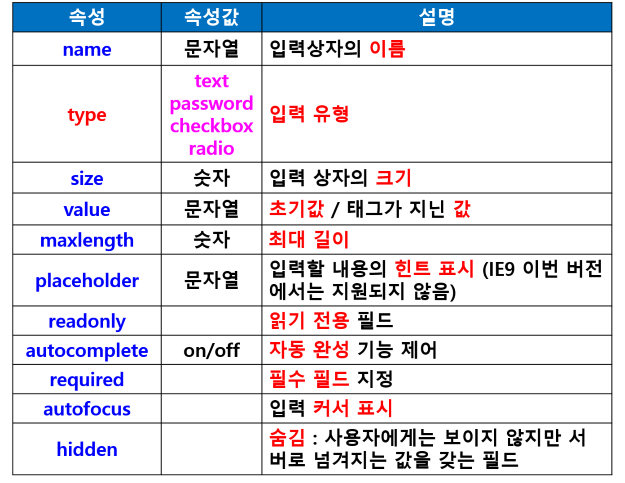 속성 속성값 설명
name 문자열 입력상자의 이름
type text password checkbox radio 입력 유형
size 숫자 입력 상자의 크기
value 문자열 초기값 / 태그가 지닌 값
maxlength 숫자 최대 길이
placeholder 문자열 입력할 내용의 힌트 표시 (IE9 이번 버전
에서는 지원되지 않음)
readonly 읽기 전용 필드
autocomplete on/off 자동 완성 기능 제어
required 필수 필드 지정
autofocus 입력 커서 표시
hidden 숨김 : 사용자에게는 보이지 않지만 서
버로 넘겨지는 값을 갖는 필드